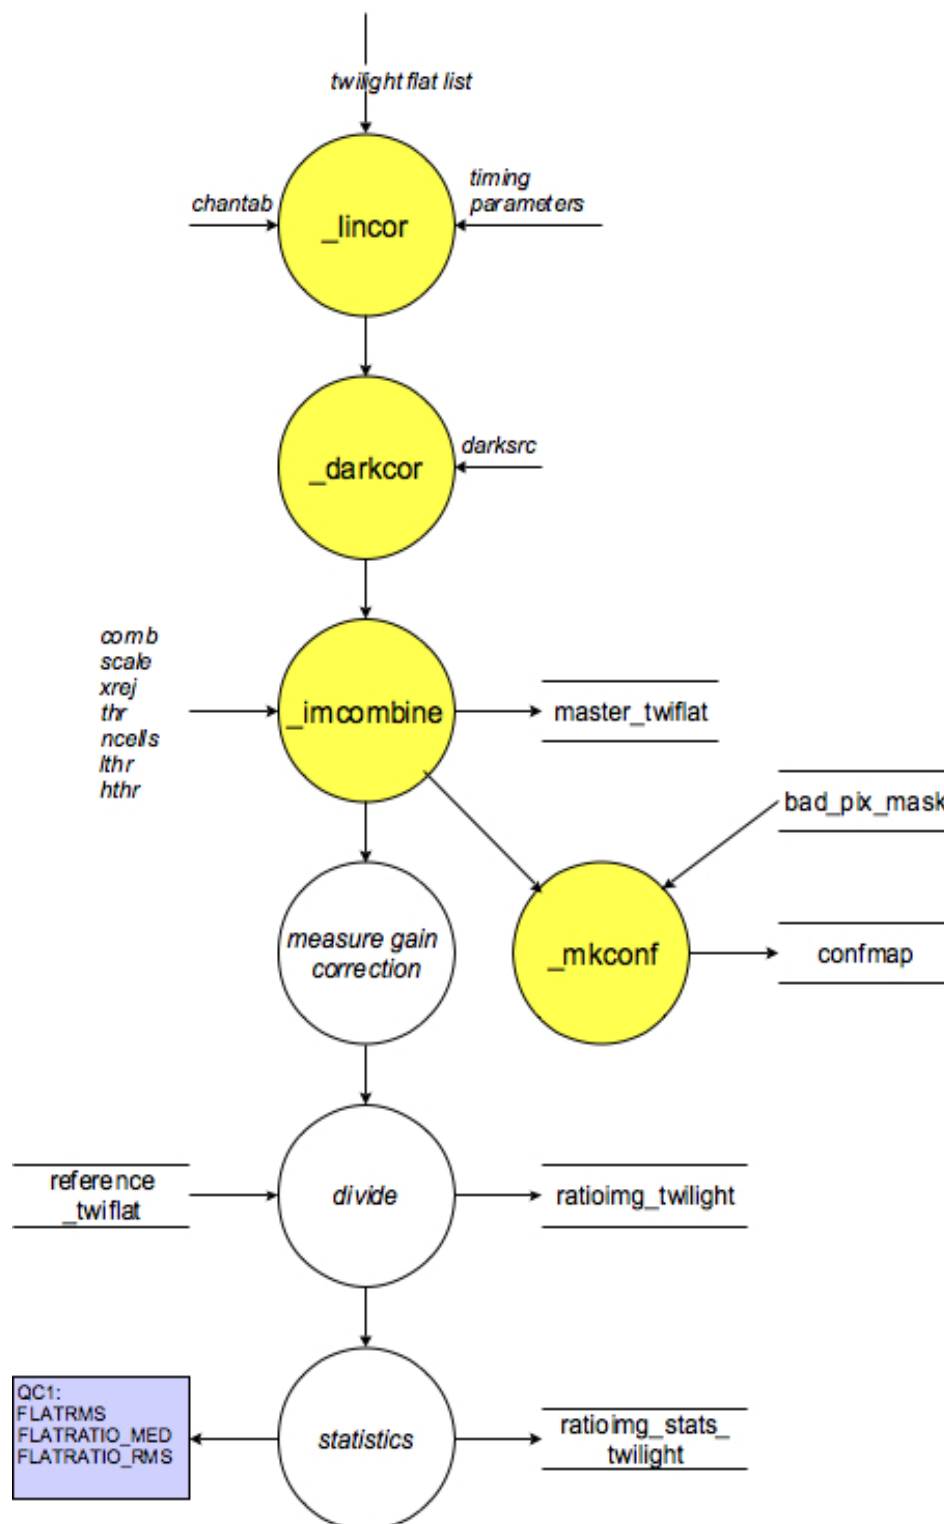 twilight flat list
chantab
timing
parameters
_lincor
_darkcor
darksrc
comb
scale
xrej
thr
ncells
lthr
hthr
_imcombine
master_twiflat
bad_pix_mask
measure gain
correction
_mkconf
confmap
reference
_twiflat
divide
ratioimg_twilight
QC1:
FLATRMS
FLATRATIO_MED
FLATRATIO_RMS
statistics
ratioimg_stats_
twilight